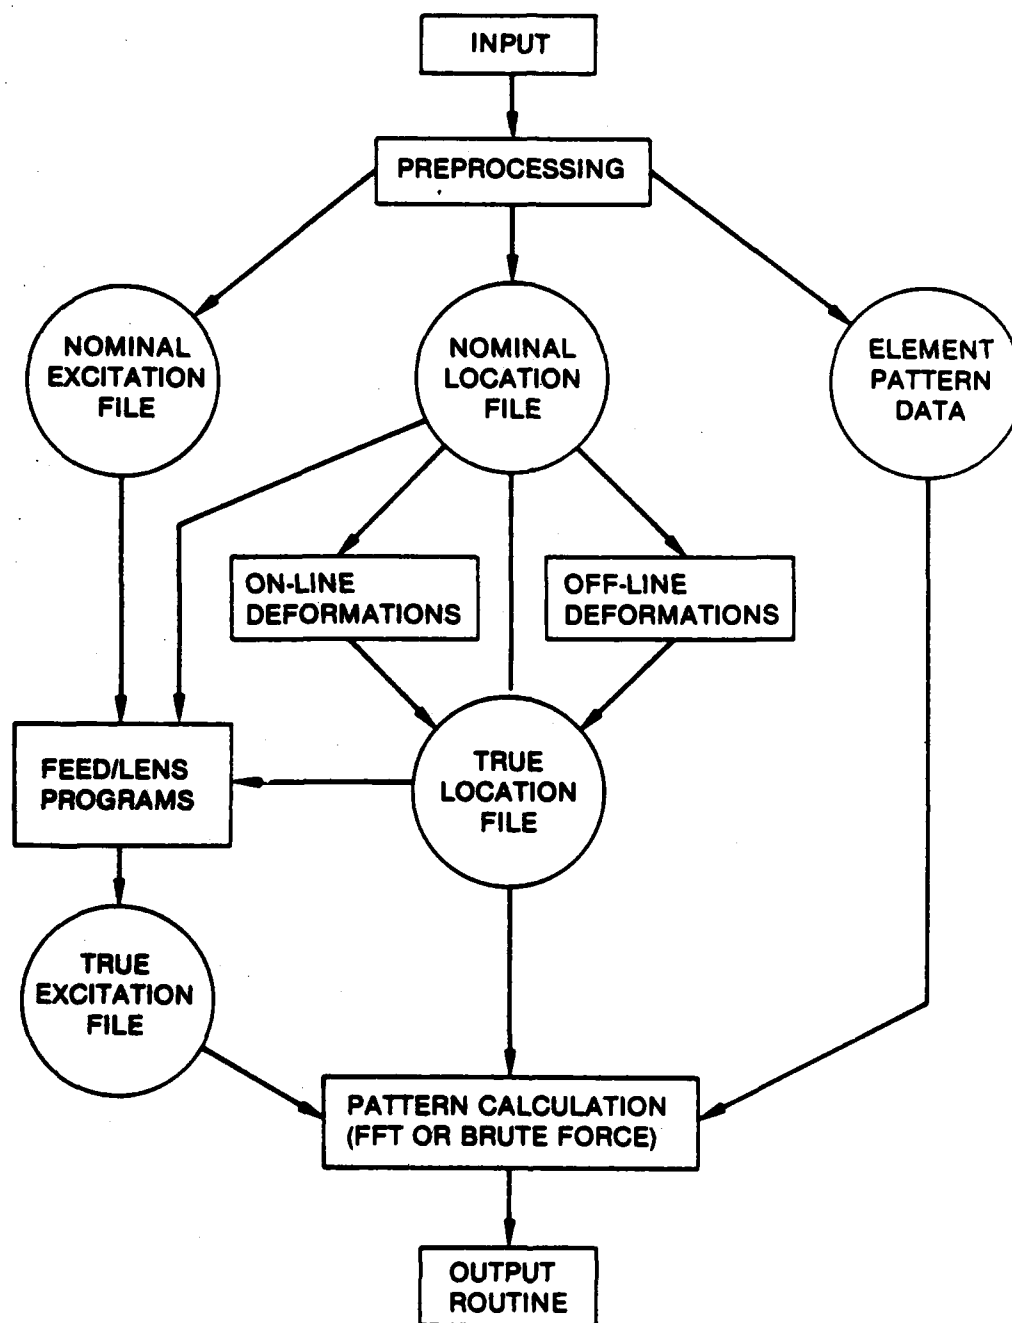 INPUT
PREPROCESSING
NOMINAL
EXCITATION
FILE
NOMINAL
LOCATION
FILE
ELEMENT
PATTERN
DATA
ON-LINE
DEFORMATIONS
OFF-LINE
DEFORMATIONS
FEED/LENS
PROGRAMS
TRUE
LOCATION
FILE
TRUE
EXCITATION
FILE
PATTERN CALCULATION
(FFT OR BRUTE FORCE)
OUTPUT
ROUTINE